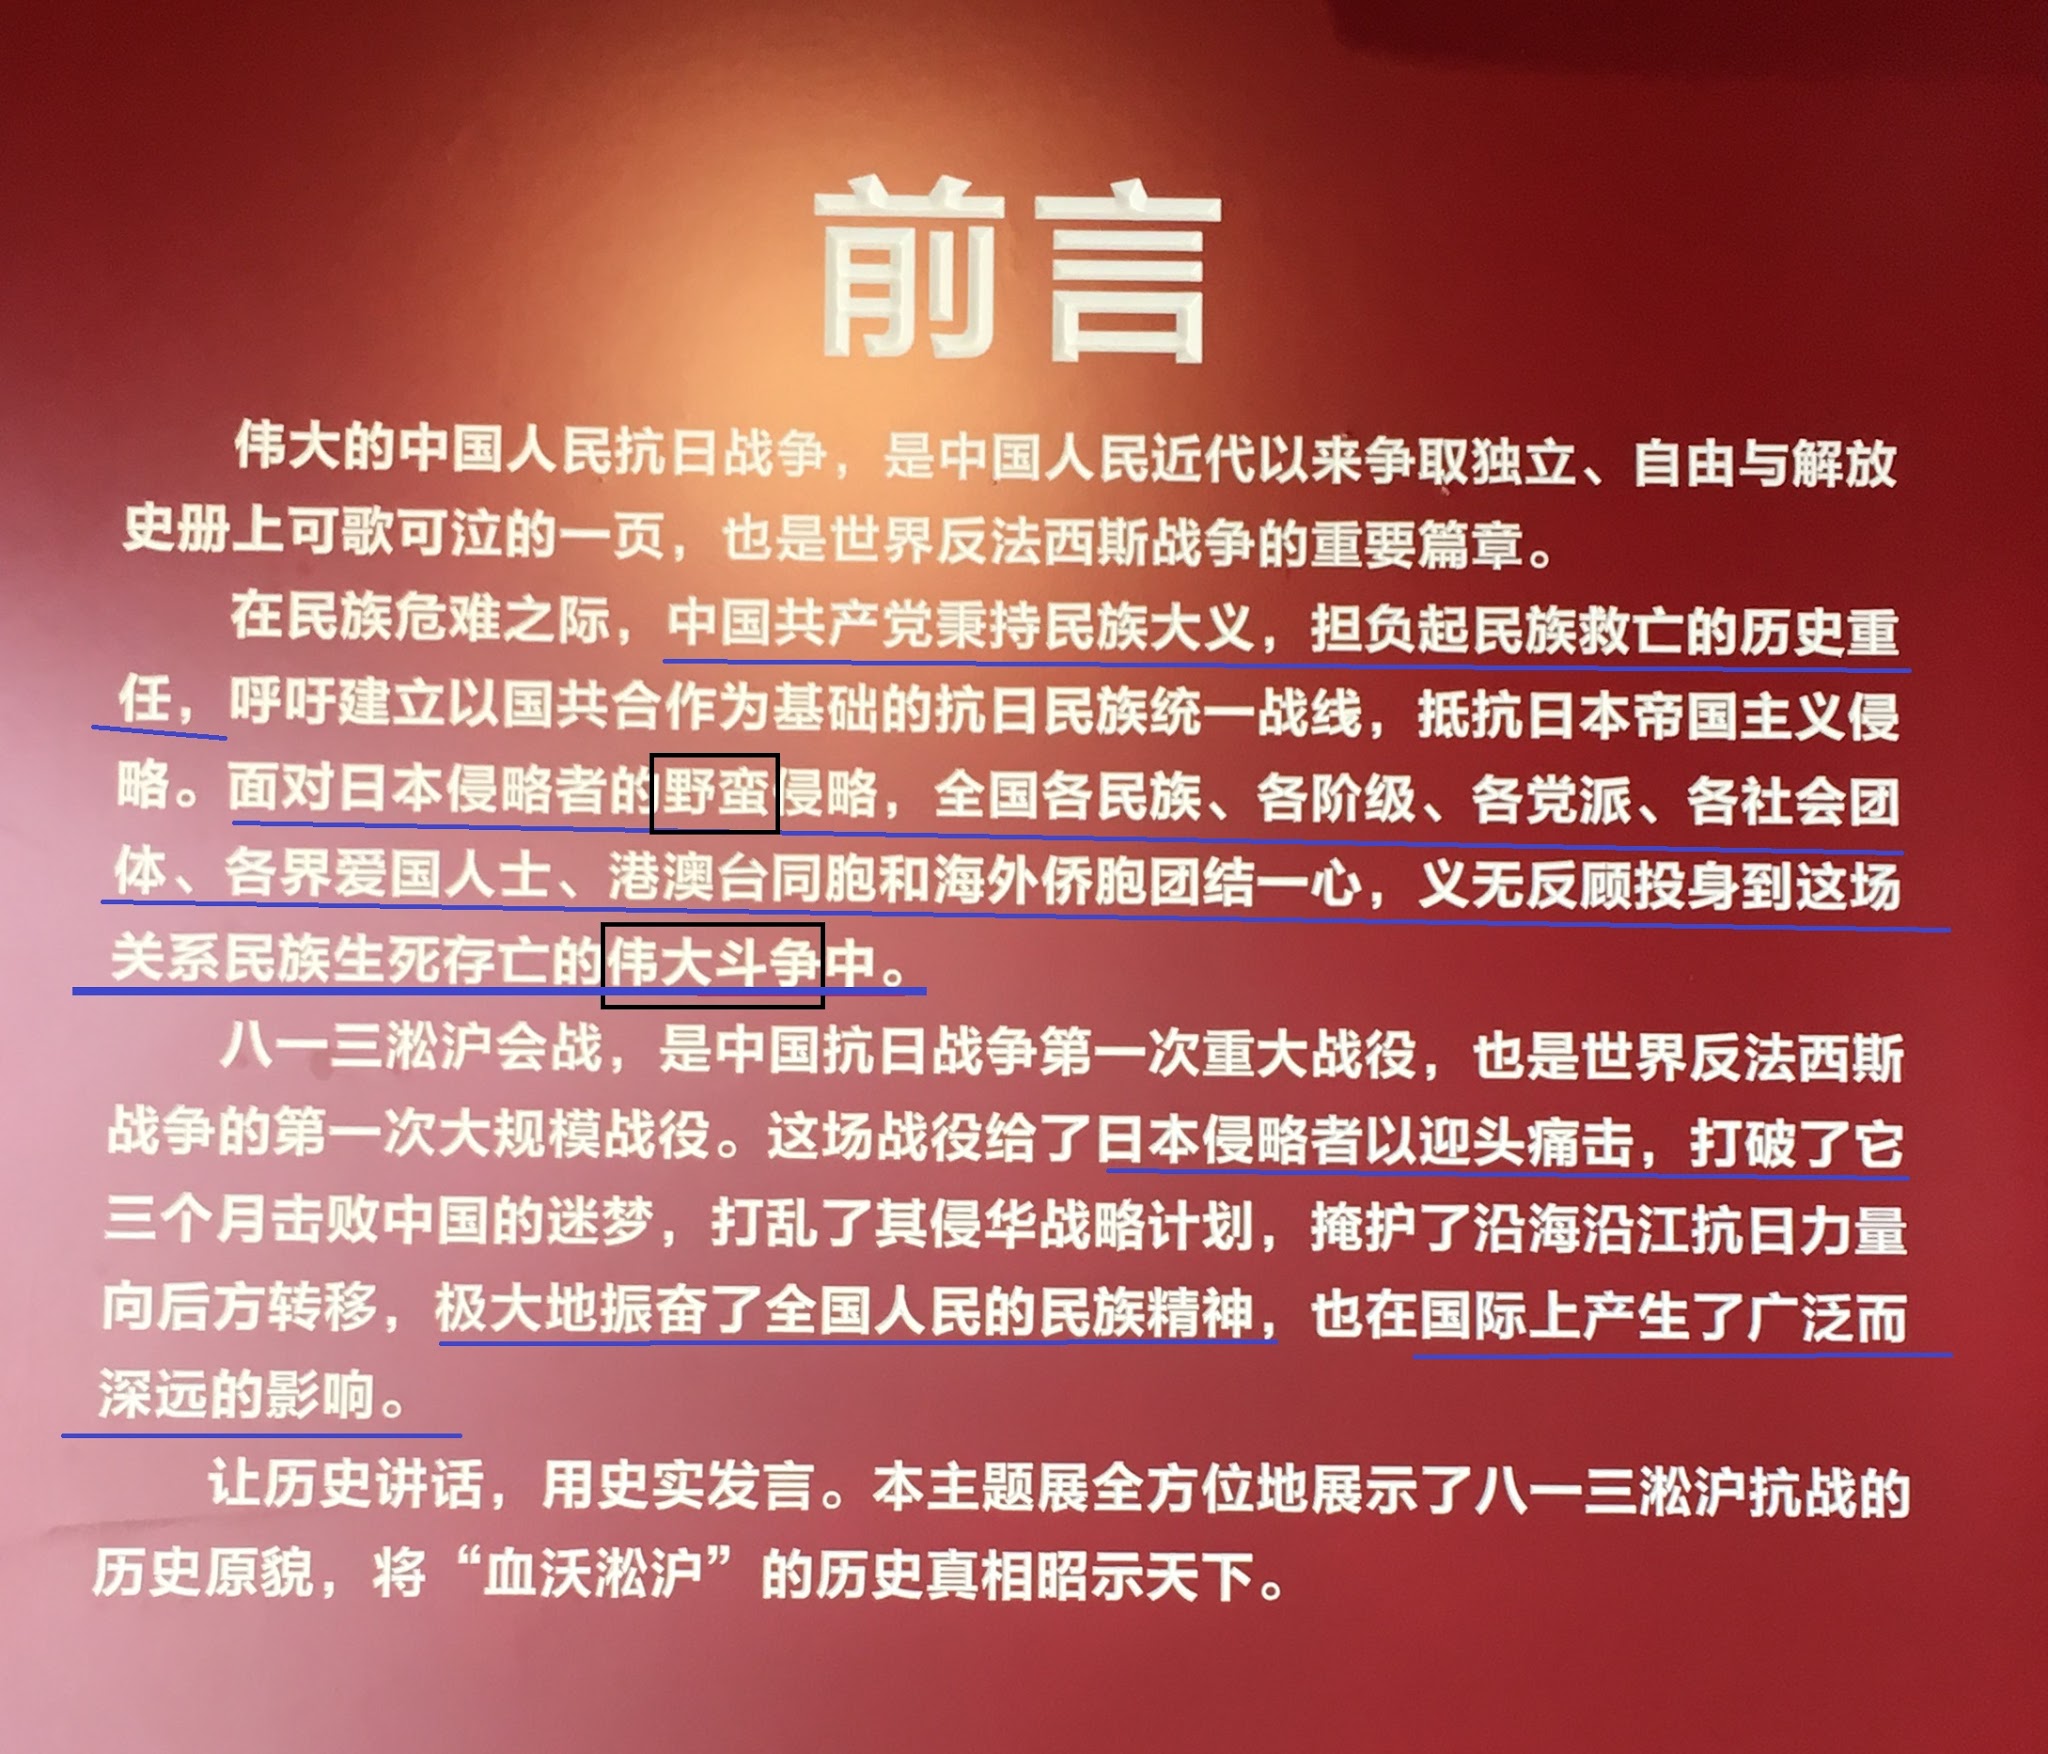 前言
伟大的中国人民抗日战争，是中国人民近代以来争取独立、自由与解放
史册上可歌可泣的一页，也是世界反法西斯战争的重要篇章。
在民族危难之际，中国共产党秉持民族大义，担负起民族救亡的历史重
任，呼吁建立以国共合作为基础的抗日民族统一战线，抵抗日本帝国主义侵
略。面对日本侵略者的野蛮侵略，全国各民族、各阶级、各党派、各社会团
体、各界爱国人士、港澳台同胞和海外侨胞团结一心，义无反顾投身到这场
关系民族生死存亡的伟大斗争中。
八一三淞沪会战，是中国抗日战争第一次重大战役，也是世界反法西斯
战争的第一次大规模战役。这场战役给了日本侵略者以迎头痛击，打破了它
三个月击败中国的迷梦，打乱了其侵华战略计划，掩护了沿海沿江抗日力量
向后方转移，极大地振奋了全国人民的民族精神，也在国际上产生了广泛而
深远的影响。
让历史讲话，用史实发言。本主题展全方位地展示了八一三淞沪抗战的
历史原貌，将“血沃淞沪”的历史真相昭示天下。